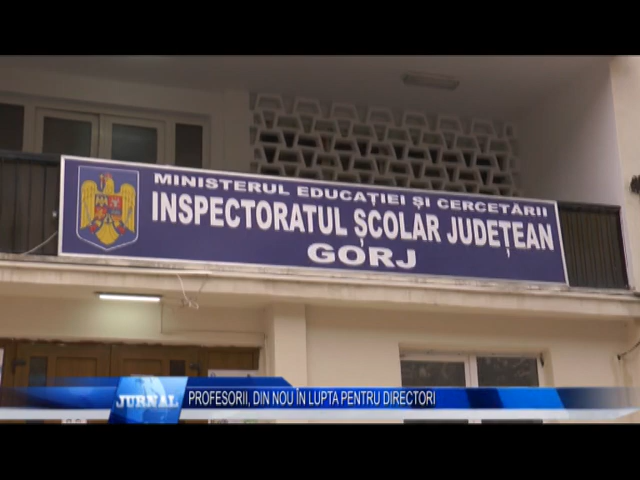 MINISTERUL EDUCAȚIEI ȘI CERCETĂRII
INSPECTORATUL ȘCOLAR JUDEȚEAN
GORJ
JURNAL
PROFESORII, DIN NOU ÎN LUPTA PENTRU DIRECTORI